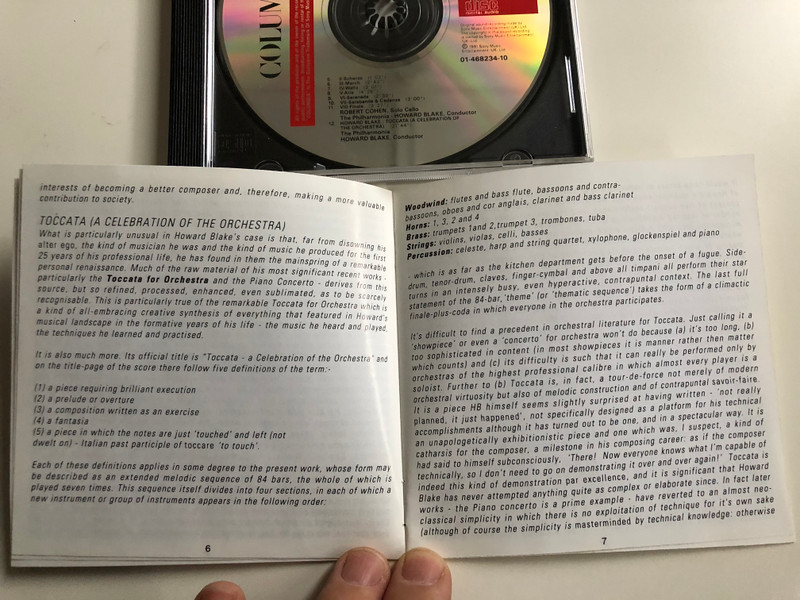 COLUM
disc
DIGITAL AUDIO
01-468234-10
ROBERT COHEN, Solo Cello
The Philharmonia / HOWARD BLAKE, Conductor
HOWARD BLAKE : TOCCATA (A CELEBRATION OF
THE ORCHESTRA)
The Philharmonia
HOWARD BLAKE, Conductor
interests of becoming a better composer and, therefore, making a more valuable
contribution to society.
TOCCATA (A CELEBRATION OF THE ORCHESTRA)
What is particularly unusual in Howard Blake's case is that, far from disowning his
alter ego, the kind of musician he was and the kind of music he produced for the first
25 years of his professional life, he has found in them the mainspring of a remarkable
personal renaissance. Much of the raw material of his most significant recent works -
particularly the Toccata for Orchestra and the Piano Concerto - derives from this
source, but so refined, processed, enhanced, even sublimated, as to be scarcely
recognisable. This is particularly true of the remarkable Toccata for Orchestra which is
a kind of all-embracing creative synthesis of everything that featured in Howard's
musical landscape in the formative years of his life - the music he heard and played,
the techniques he learned and practised.
It is also much more. Its official title is "Toccata - a Celebration of the Orchestra' and
on the title-page of the score there follow five definitions of the term:-
(1) a piece requiring brilliant execution
(2) a prelude or overture
(3) a composition written as an exercise
(4) a fantasia
(5) a piece in which the notes are just 'touched' and left (not
dwelt on) - Italian past participle of toccare 'to touch'.
Each of these definitions applies in some degree to the present work, whose form may
be described as an extended melodic sequence of 84 bars, the whole of which is
played seven times. This sequence itself divides into four sections, in each of which a
new instrument or group of instruments appears in the following order:
6
Woodwind: flutes and bass flute, bassoons and contra-
bassoons, oboes and cor anglais, clarinet and bass clarinet
Horns: 1, 3, 2 and 4
Brass: trumpets 1and 2,trumpet 3, trombones, tuba
Strings: violins, violas, celli, basses
Percussion: celeste, harp and string quartet, xylophone, glockenspiel and piano
- which is as far as the kitchen department gets before the onset of a fugue. Side-
drum, tenor-drum, claves, finger-cymbal and above all timpani all perform their star
turns in an intensely busy, even hyperactive, contrapuntal context. The last full
statement of the 84-bar,'theme' (or 'thematic sequence') takes the form of a climactic
finale-plus-coda in which everyone in the orchestra participates.
It's difficult to find a precedent in orchestral literature for Toccata. Just calling it a
'showpiece' or even a 'concerto' for orchestra won't do because (a) it's too long, (b)
too sophisticated in content (in most showpieces it is manner rather then matter
which counts) and (c) its difficulty is such that it can really be performed only by
orchestras of the highest professional calibre in which almost every player is a
soloist. Further to (b) Toccata is, in fact, a tour-de-force not merely of modern
orchestral virtuosity but also of melodic construction and of contrapuntal savoir-faire.
It is a piece HB himself seems slightly surprised at having written - 'not really
planned, it just happened', not specifically designed as a platform for his technical
accomplishments although it has turned out to be one, and in a spectacular way. It is
an unapologetically exhibitionistic piece and one which was, I suspect, a kind of
catharsis for the composer, a milestone in his composing career: as if the composer
had said to himself subconsciously, 'There! Now everyone knows what I'm capable of
technically, so I don't need to go on demonstrating it over and over again!' Toccata is
indeed this kind of demonstration par excellence, and it is significant that Howard
Blake has never attempted anything quite as complex or elaborate since. In fact later
works - the Piano concerto is a prime example - have reverted to an almost neo-
classical simplicity in which there is no exploitation of technique for it's own sake
(although of course the simplicity is masterminded by technical knowledge: otherwise
7